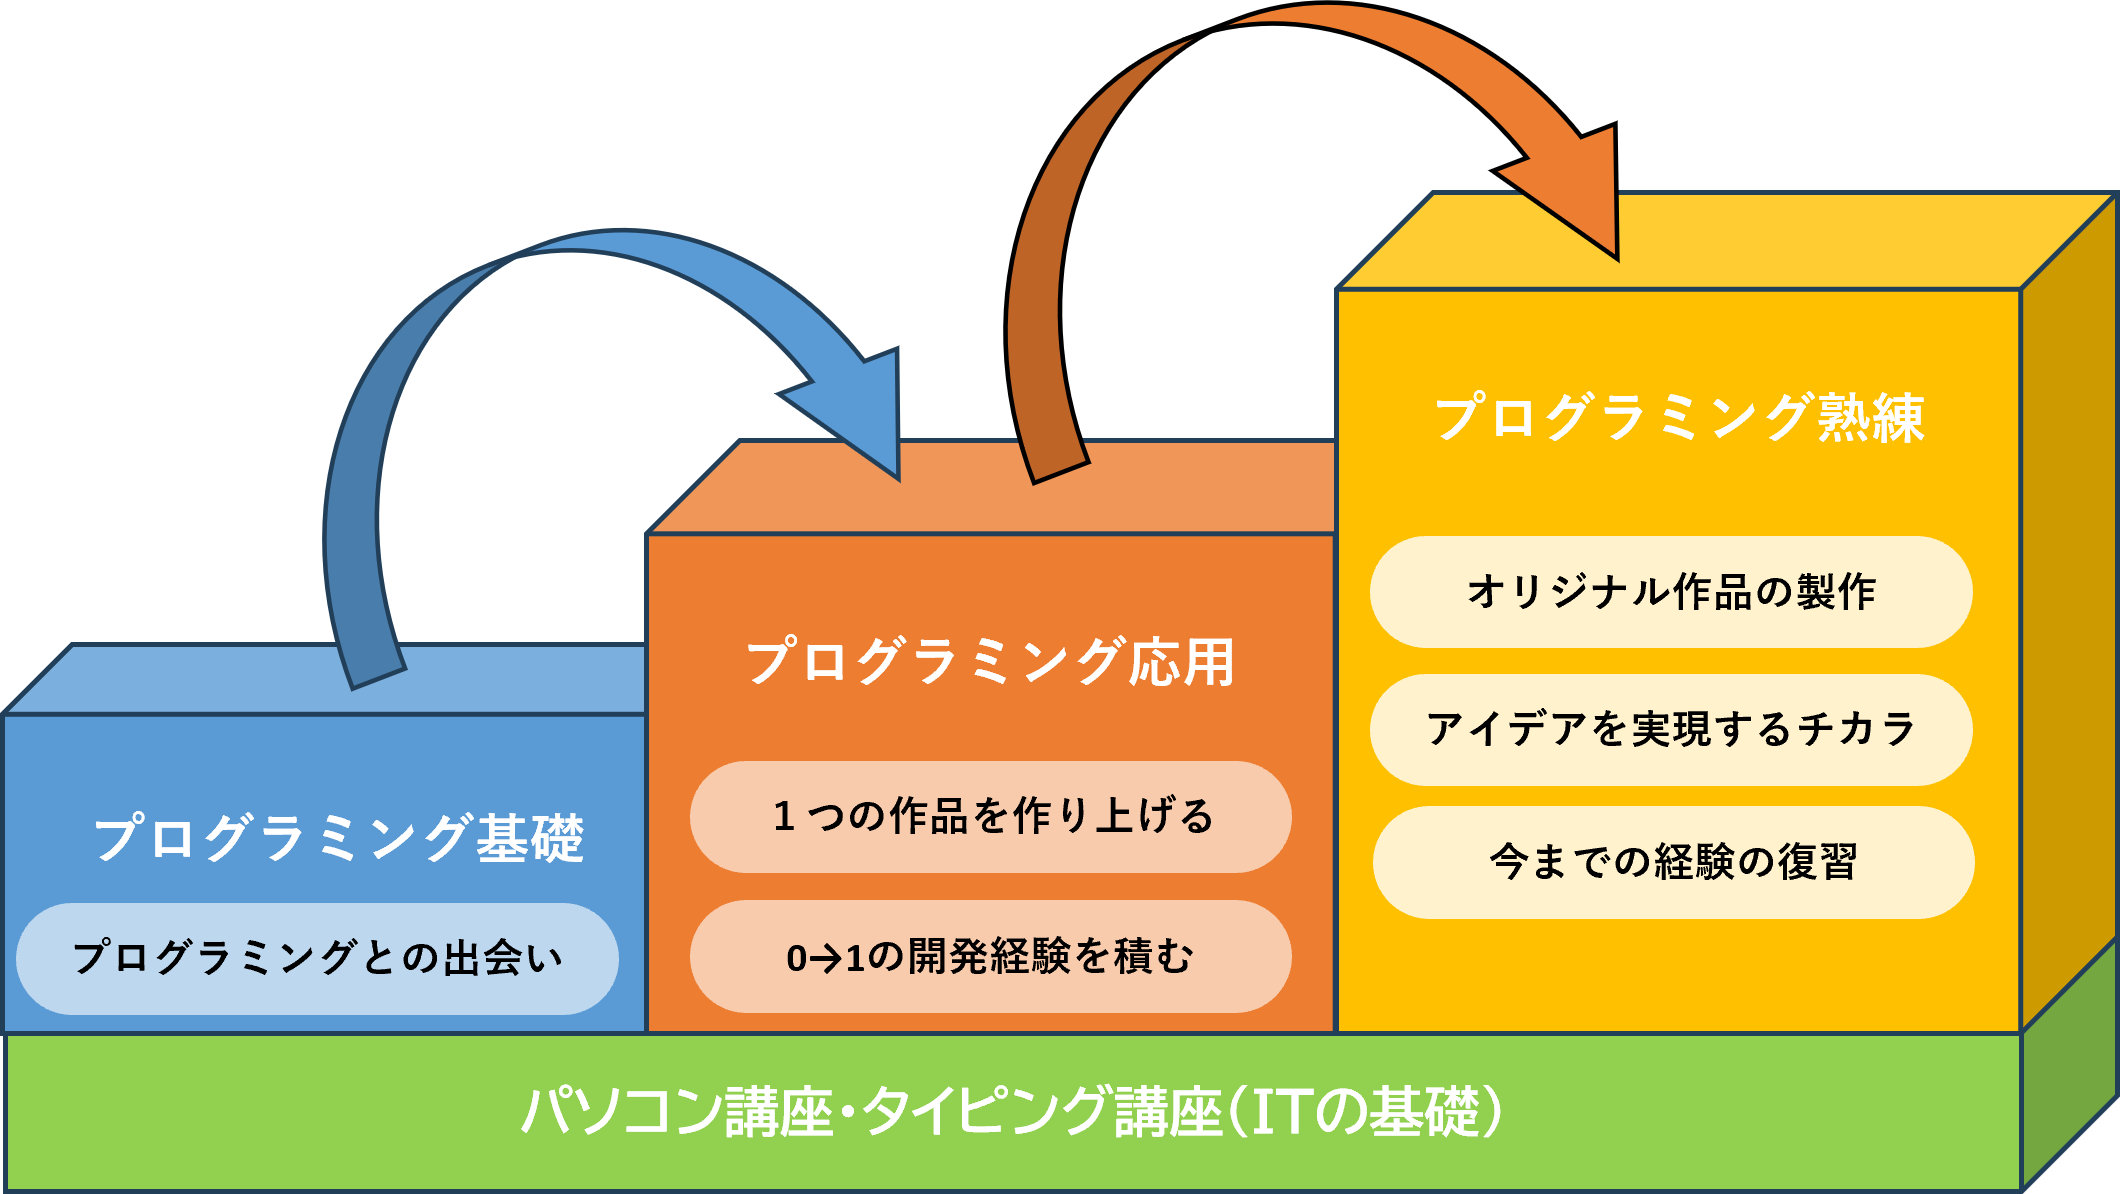 プログラミング基礎
プログラミングとの出会い
プログラミング応用
1つの作品を作り上げる
0→1の開発経験を積む
プログラミング熟練
オリジナル作品の製作
アイデアを実現するチカラ
今までの経験の復習
パソコン講座・タイピング講座(ITの基礎)